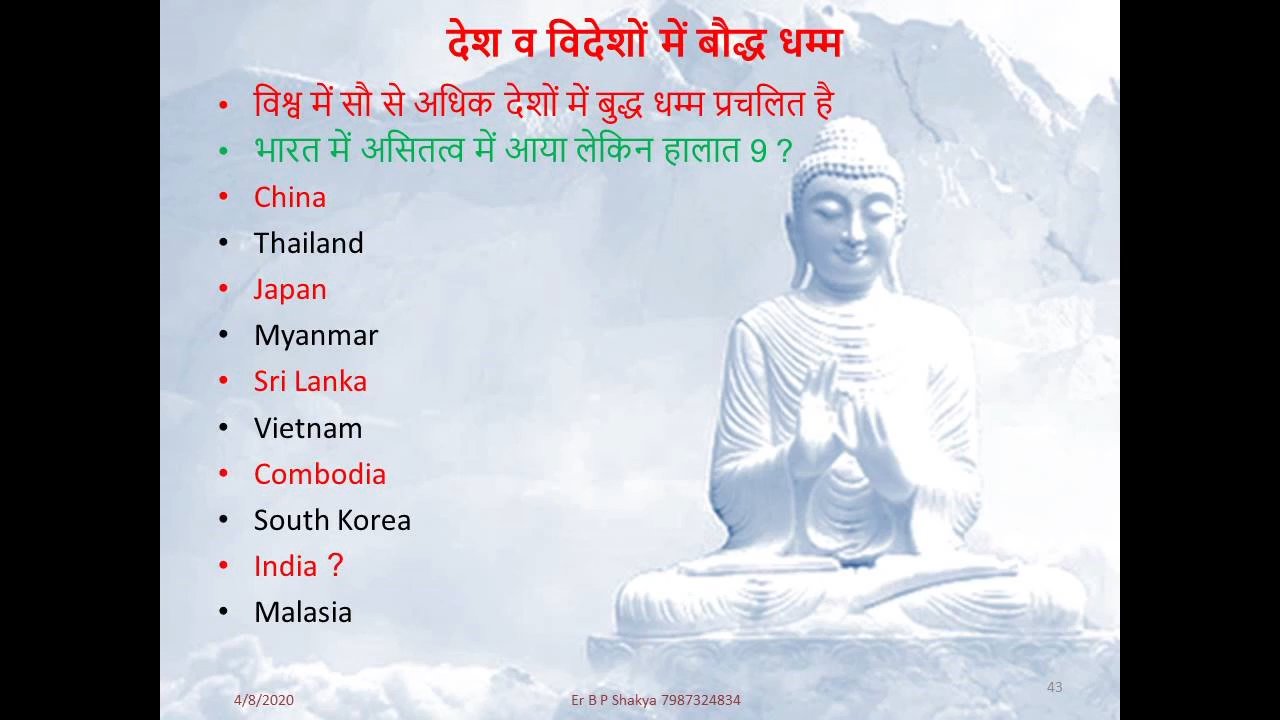 देश व विदेशों में बौद्ध धम्म
• विश्व में सौ से अधिक देशों में बुद्ध धम्म प्रचलित है
• भारत में असितत्व में आया लेकिन हालात 9 ?
• China
• Thailand
• Japan
• Myanmar
• Sri Lanka
• Vietnam
• Combodia
• South Korea
• India ?
• Malasia
4/8/2020
Er B P Shakya 7987324834
43